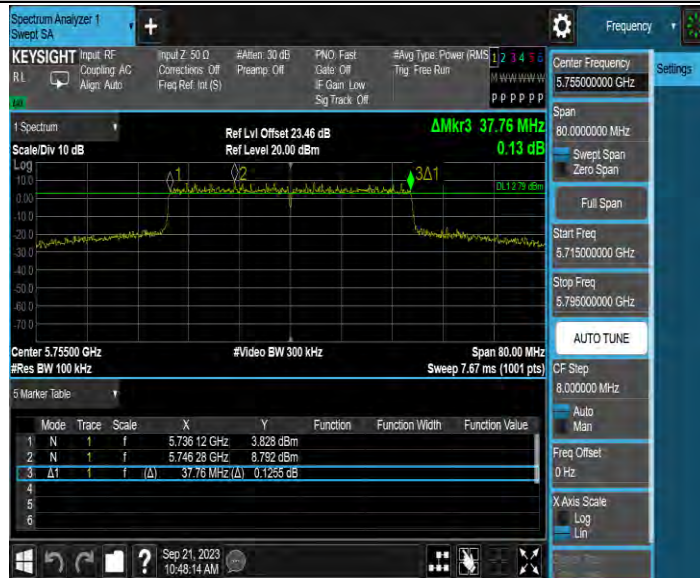 Spectrum Analyzer 1
Swept SA
Frequency
KEYSIGHT
RL
Input: RF
Coupling: AC
Align: Auto
Input Z: 50 Ω
Corrections: Off
Freq Ref: Int (S)
#Atten: 30 dB
Preamp: Off
PNO: Fast
Gate: Off
IF Gain: Low
Sig Track: Off
#Avg Type: Power (RMS
Trig: Free Run
1 2 3 4 5 6
M W W W W W
P P P P P P
Center Frequency
5.755000000 GHz
Settings
Span
80.0000000 MHz
Swept Span
Zero Span
Full Span
Start Freq
5.715000000 GHz
Stop Freq
5.795000000 GHz
AUTO TUNE
CF Step
8.000000 MHz
Auto
Man
Freq Offset
0 Hz
X Axis Scale
Log
Lin
1 Spectrum
Scale/Div 10 dB
Ref Lvl Offset 23.46 dB
Ref Level 20.00 dBm
ΔMkr3 37.76 MHz
0.13 dB
Log
10.0
0.00
-10.0
-20.0
-30.0
-40.0
-50.0
-60.0
-70.0
1
2
3Δ1
DL1 2.79 dBm
Center 5.75500 GHz
#Res BW 100 kHz
#Video BW 300 kHz
Span 80.00 MHz
Sweep 7.67 ms (1001 pts)
5 Marker Table
Mode Trace Scale X Y Function Function Width Function Value
1 N 1 f 5.736 12 GHz 3.828 dBm
2 N 1 f 5.746 28 GHz 8.792 dBm
3 Δ1 1 f (Δ) 37.76 MHz (Δ) 0.1255 dB
4
5
6
?
Sep 21, 2023
10:48:14 AM